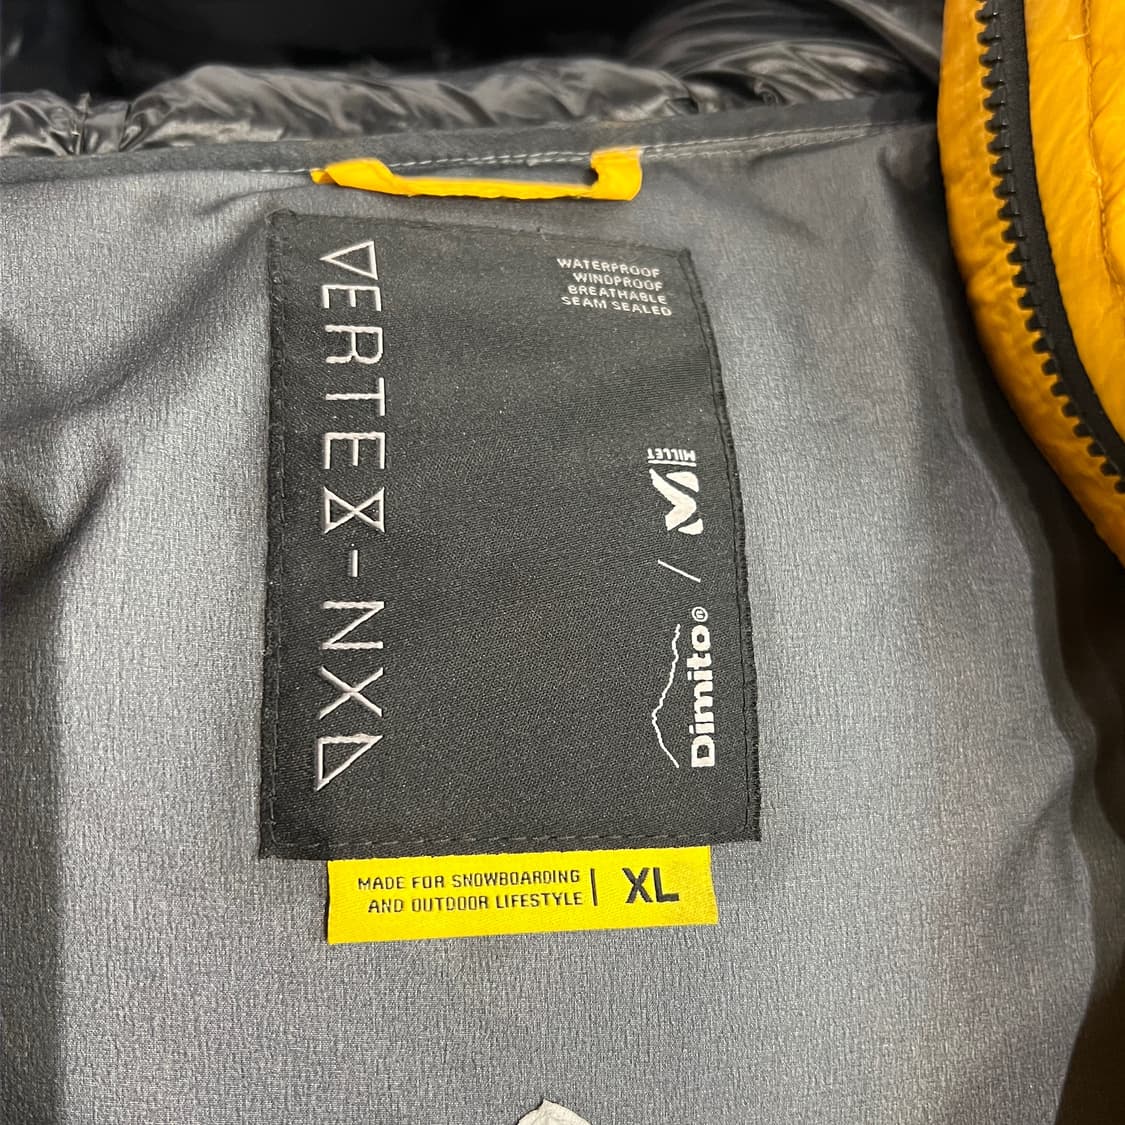 VERTEX-NXD
WATERPROOF
WINDPROOF
BREATHABLE
SEAM SEALED
Dimito® / MILLET
MADE FOR SNOWBOARDING
AND OUTDOOR LIFESTYLE | XL